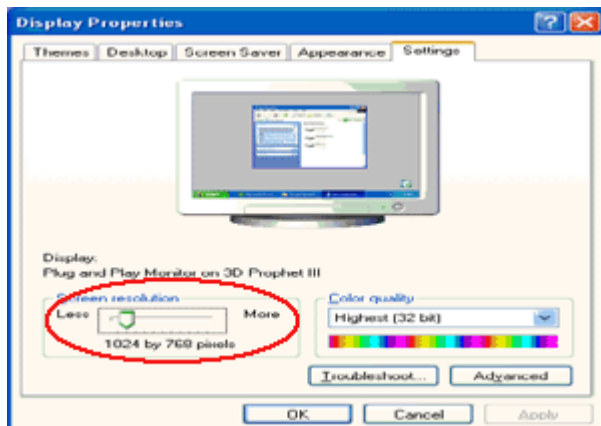 Display Properties
Themes Desktop Screen Saver Appearance Settings
Display:
Plug and Play Monitor on 3D Prophet III
Screen resolution
Less More
1024 by 768 pixels
Color quality
Highest (32 bit)
Troubleshoot... Advanced
OK Cancel Apply